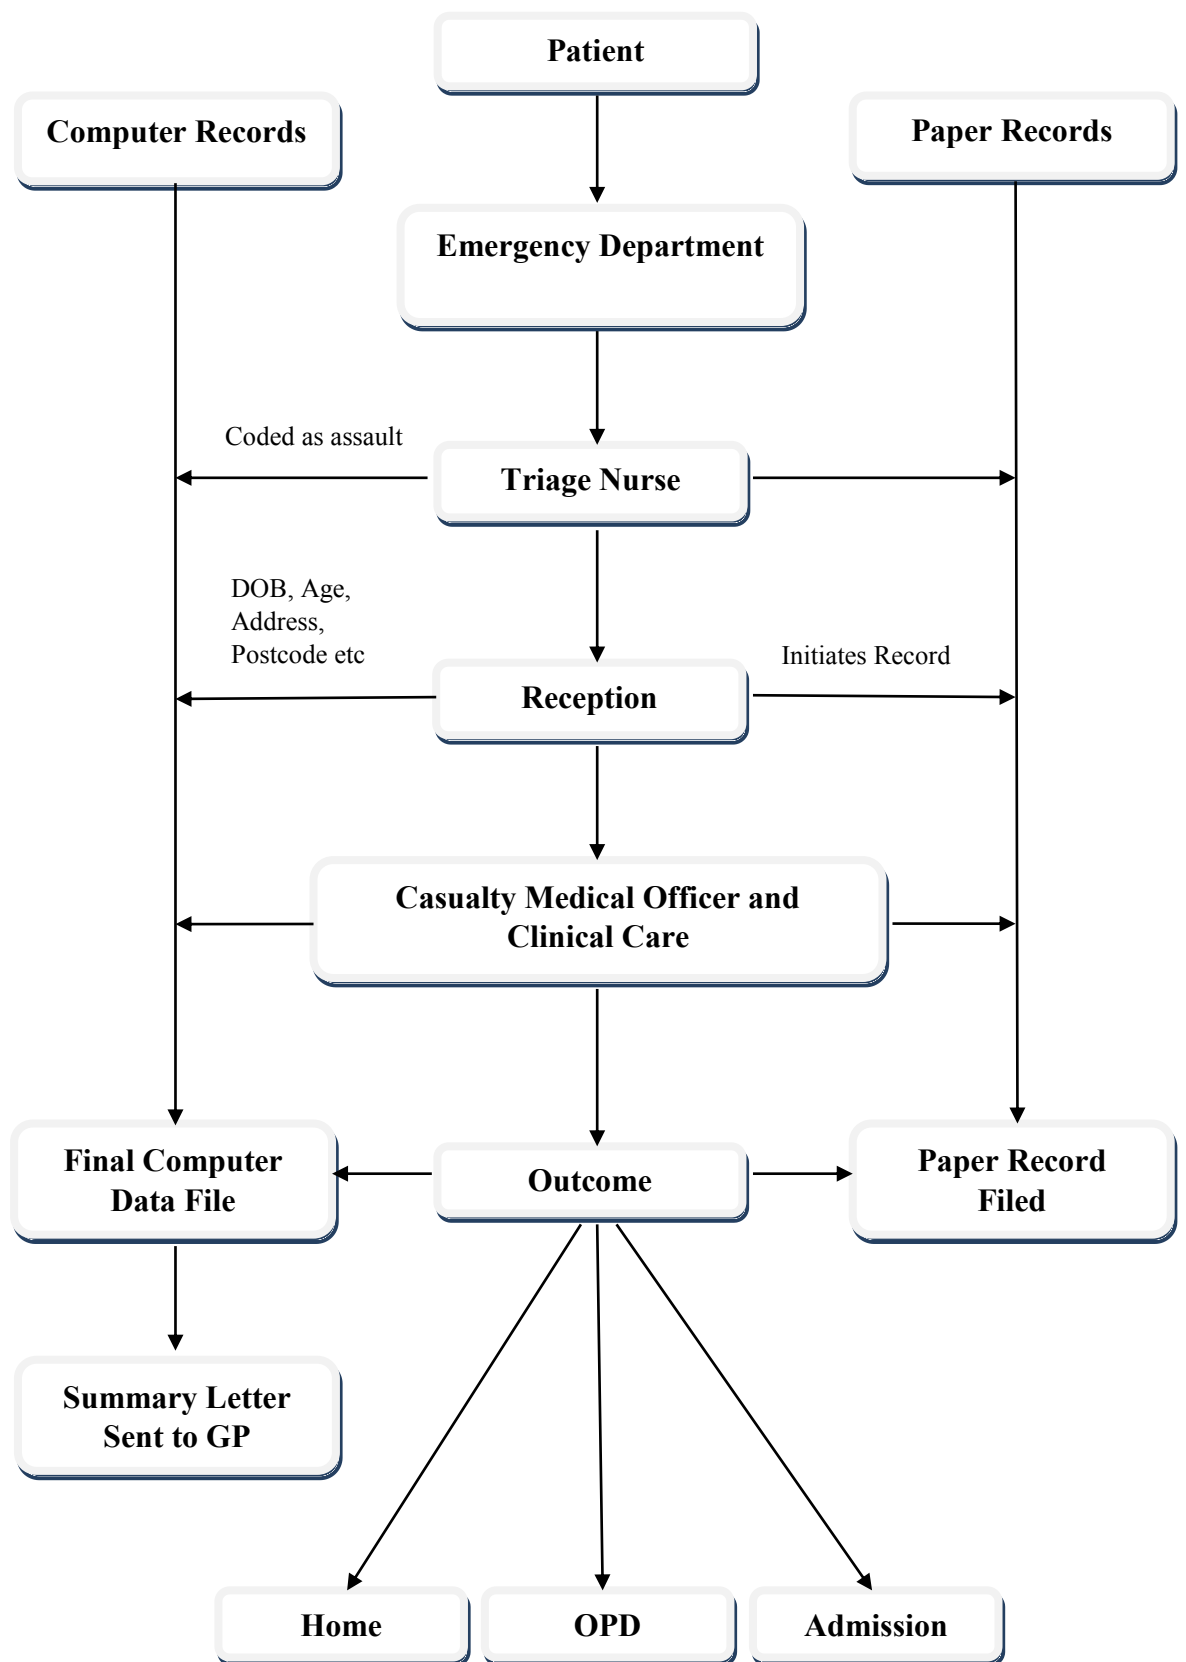 Patient
Computer Records
Paper Records
Emergency Department
Coded as assault
Triage Nurse
DOB, Age,
Address,
Postcode etc
Initiates Record
Reception
Casualty Medical Officer and
Clinical Care
Final Computer
Data File
Outcome
Paper Record
Filed
Summary Letter
Sent to GP
Home
OPD
Admission